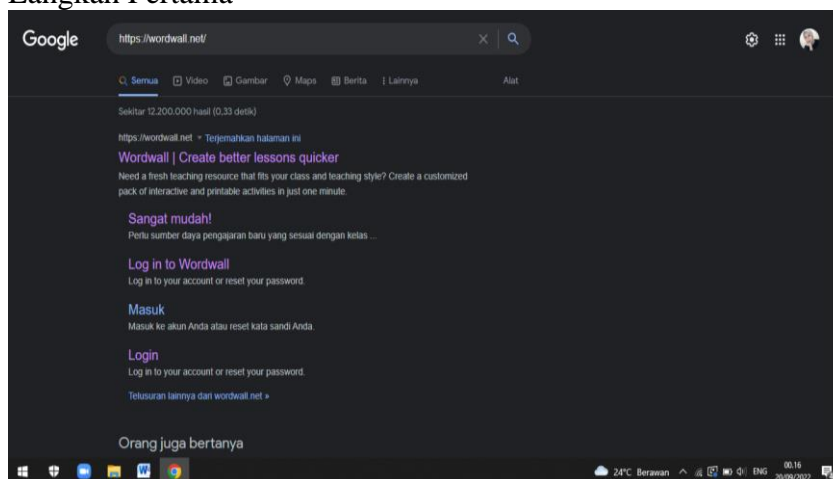 Langkah Pertama
Google
https://wordwall.net/
Semua Video Gambar Maps Berita Lainnya Alat
Sekitar 12.200.000 hasil (0,33 detik)
https://wordwall.net Terjemahkan halaman ini
Wordwall | Create better lessons quicker
Need a fresh teaching resource that fits your class and teaching style? Create a customized
pack of interactive and printable activities in just one minute.
Sangat mudah!
Perlu sumber daya pengajaran baru yang sesuai dengan kelas ...
Log in to Wordwall
Log in to your account or reset your password.
Masuk
Masuk ke akun Anda atau reset kata sandi Anda.
Login
Log in to your account or reset your password.
Telusuran lainnya dari wordwall.net »
Orang juga bertanya
24°C Berawan ENG 00.16
20/09/2022